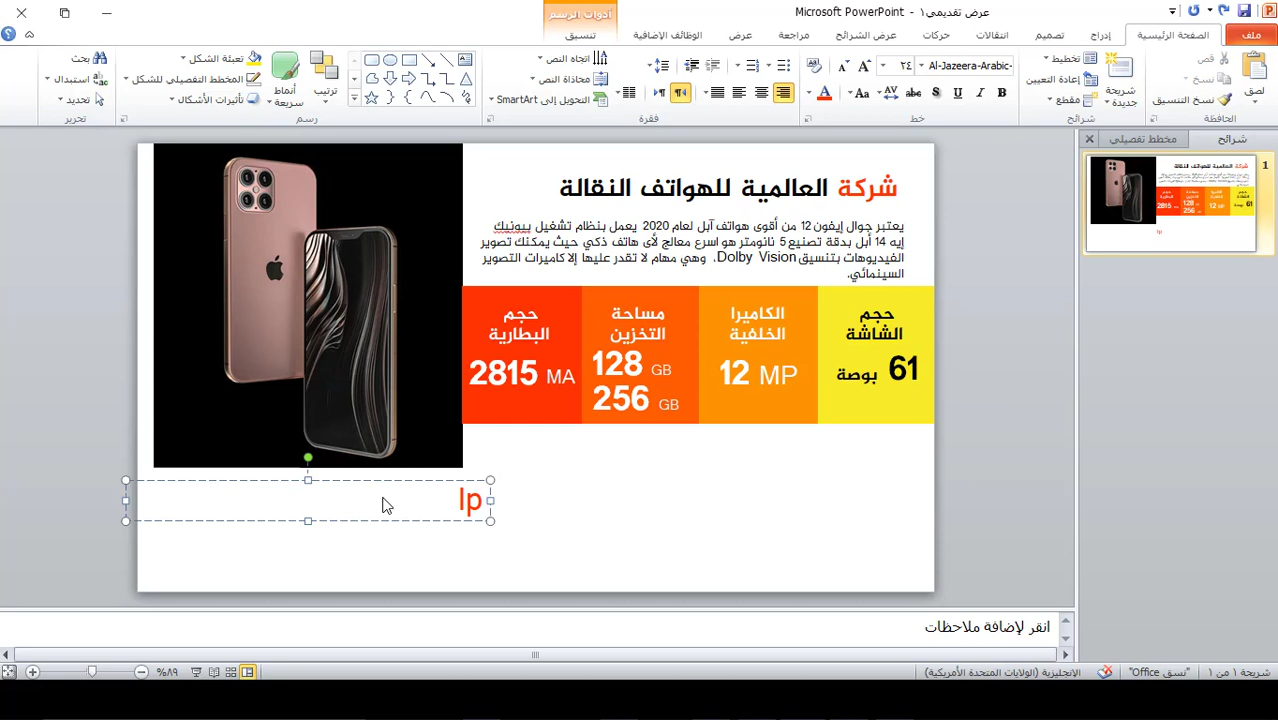 عرض تقديمي١ - Microsoft PowerPoint
أدوات الرسم
ملف
الصفحة الرئيسية
إدراج
تصميم
انتقالات
حركات
عرض الشرائح
مراجعة
عرض
الوظائف الإضافية
تنسيق
لصق
قص
نسخ
نسخ التنسيق
الحافظة
شريحة جديدة
تخطيط
إعادة التعيين
مقطع
شرائح
Al-Jazeera-Arabic-
٢٤
خط
اتجاه النص
محاذاة النص
التحويل إلى SmartArt
فقرة
ترتيب
أنماط سريعة
تعبئة الشكل
المخطط التفصيلي للشكل
تأثيرات الأشكال
رسم
بحث
استبدال
تحديد
تحرير
شرائح
مخطط تفصيلي
1
شركة العالمية للهواتف النقالة
يعتبر جوال إيفون 12 من أقوى هواتف آبل لعام 2020 يعمل بنظام تشغيل بيونيك
إيه 14 أبل بدقة تصنيع 5 نانومتر هو اسرع معالج لأى هاتف ذكي حيث يمكنك تصوير
الفيديوهات بتنسيق Dolby Vision، وهي مهام لا تقدر عليها إلا كاميرات التصوير
السينمائي.
حجم
الشاشة
61 بوصة
الكاميرا
الخلفية
12 MP
مساحة
التخزين
128 GB
256 GB
حجم
البطارية
2815 MA
Ip
انقر لإضافة ملاحظات
شريحة ١ من ١
"نسق Office"
الإنجليزية (الولايات المتحدة الأمريكية)
٨٩%